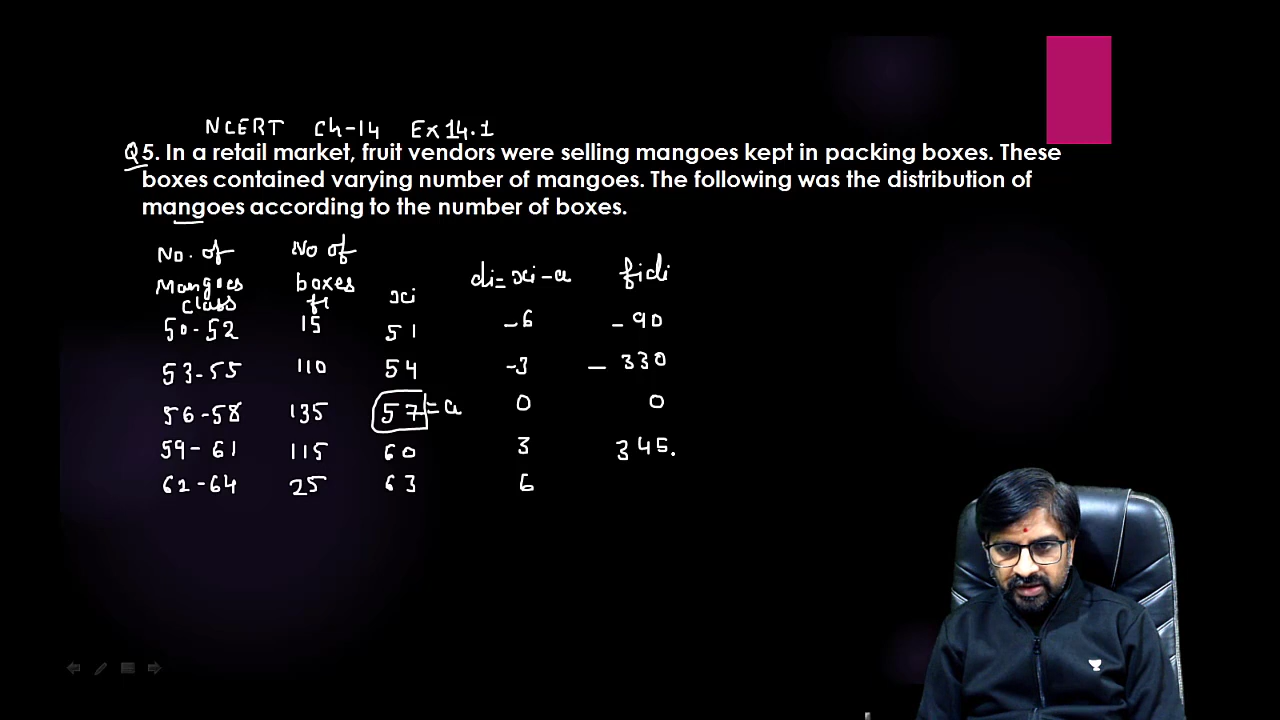 NCERT Ch-14 Ex 14.1
Q5. In a retail market, fruit vendors were selling mangoes kept in packing boxes. These
boxes contained varying number of mangoes. The following was the distribution of
mangoes according to the number of boxes.
No. of Mangoes class No of boxes fi xi di=xi-a fidi
50-52 15 51 -6 -90
53-55 110 54 -3 -330
56-58 135 57=a 0 0
59-61 115 60 3 345.
62-64 25 63 6